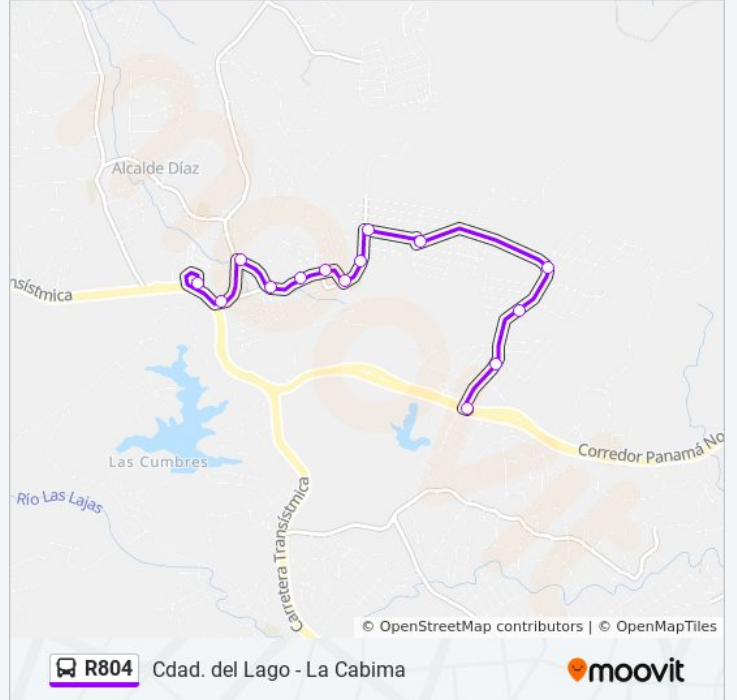 Alcalde Díaz
nsístmica
Las Cumbres
Corredor Panamá No
Río Las Lajas
Carretera Transístmica
© OpenStreetMap contributors | © OpenMapTiles
R804 Cdad. del Lago - La Cabima
moovit